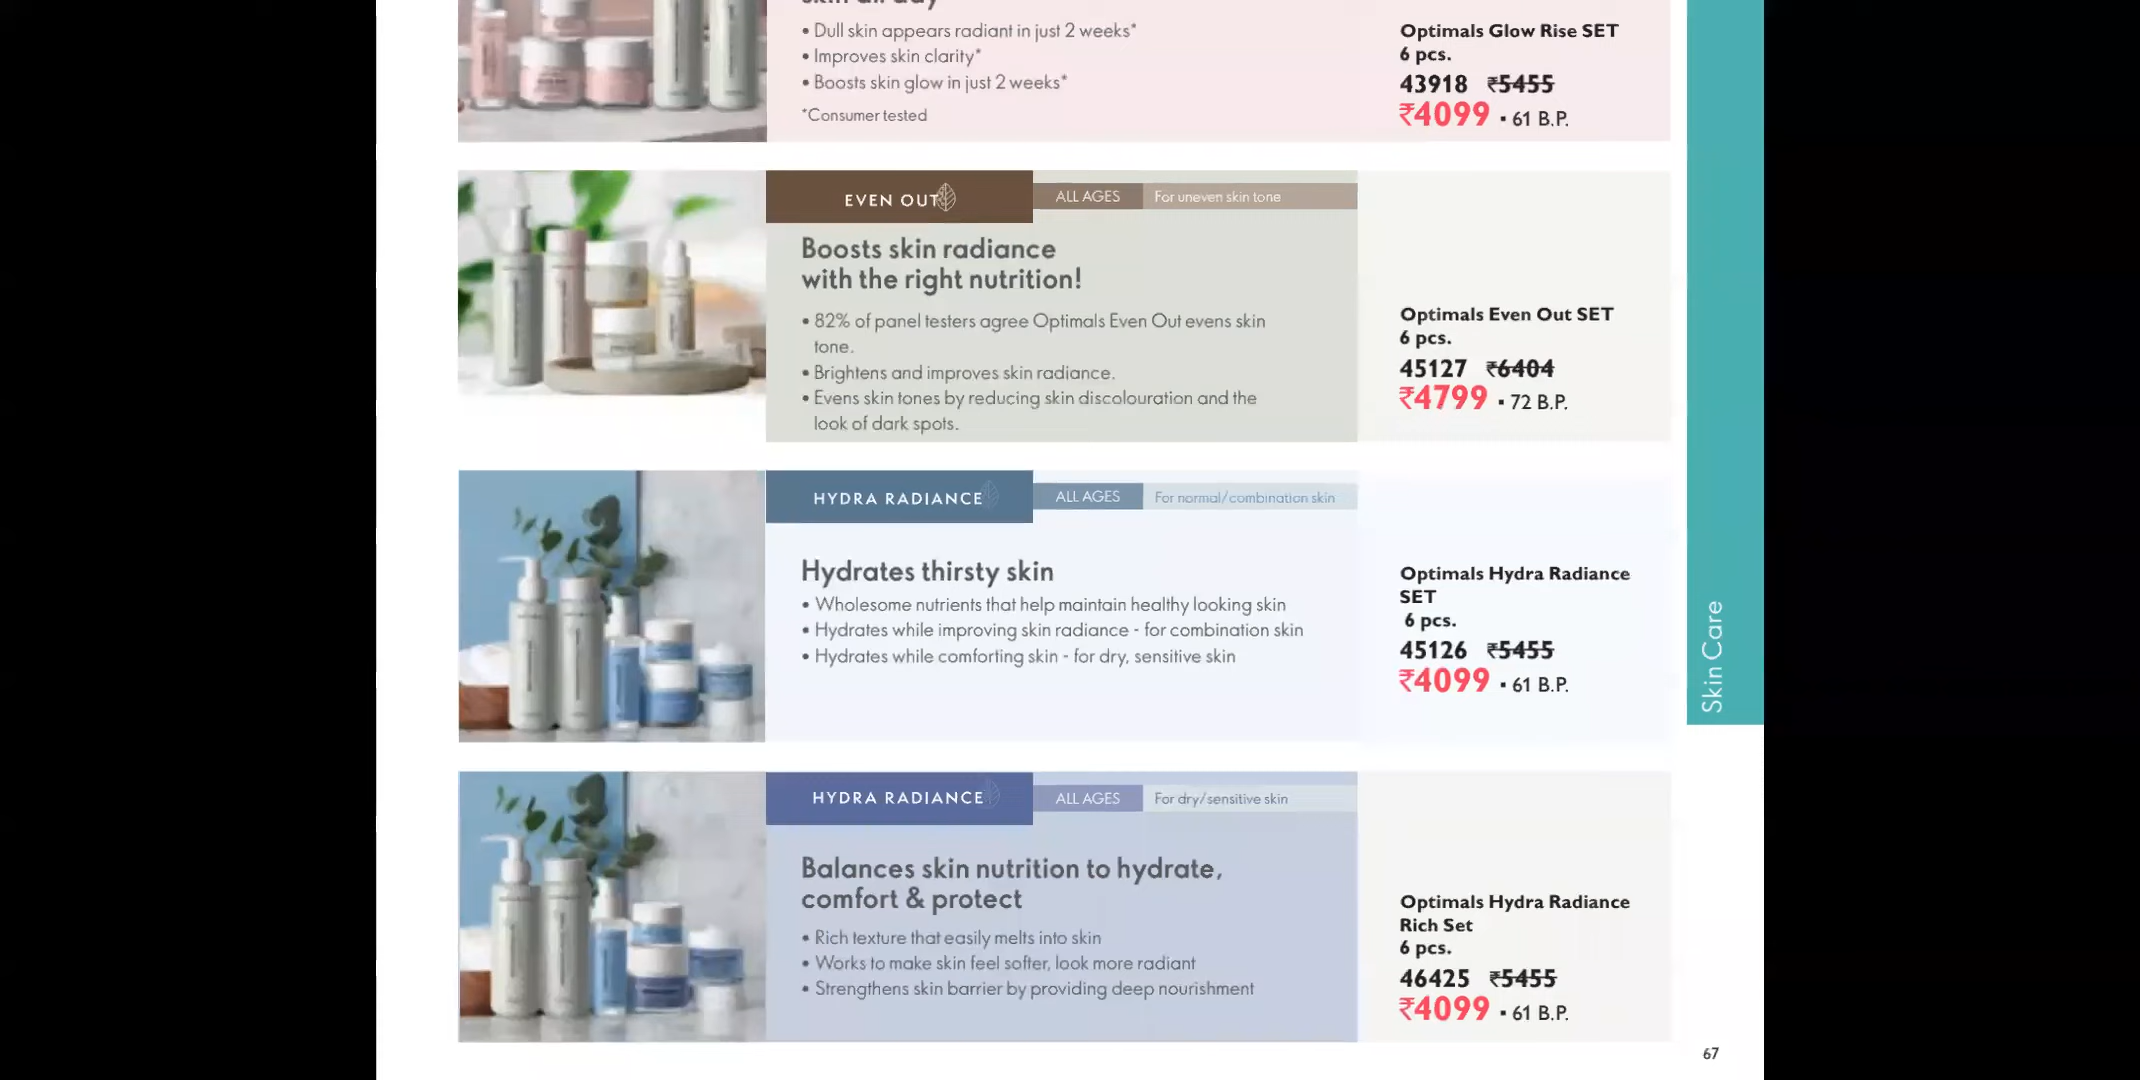 • Dull skin appears radiant in just 2 weeks*
• Improves skin clarity*
• Boosts skin glow in just 2 weeks*
*Consumer tested
Optimals Glow Rise SET
6 pcs.
43918 ₹5455
₹4099 ▪ 61 B.P.
EVEN OUT
ALL AGES
For uneven skin tone
Boosts skin radiance
with the right nutrition!
• 82% of panel testers agree Optimals Even Out evens skin
tone.
• Brightens and improves skin radiance.
• Evens skin tones by reducing skin discolouration and the
look of dark spots.
Optimals Even Out SET
6 pcs.
45127 ₹6404
₹4799 ▪ 72 B.P.
HYDRA RADIANCE
ALL AGES
For normal/combination skin
Hydrates thirsty skin
• Wholesome nutrients that help maintain healthy looking skin
• Hydrates while improving skin radiance - for combination skin
• Hydrates while comforting skin - for dry, sensitive skin
Optimals Hydra Radiance
SET
6 pcs.
45126 ₹5455
₹4099 ▪ 61 B.P.
HYDRA RADIANCE
ALL AGES
For dry/sensitive skin
Balances skin nutrition to hydrate,
comfort & protect
• Rich texture that easily melts into skin
• Works to make skin feel softer, look more radiant
• Strengthens skin barrier by providing deep nourishment
Optimals Hydra Radiance
Rich Set
6 pcs.
46425 ₹5455
₹4099 ▪ 61 B.P.
Skin Care
67